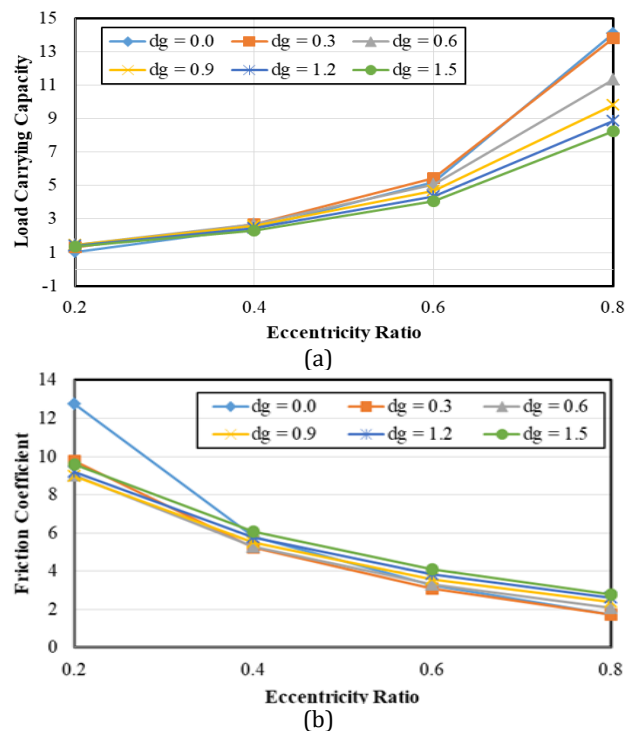 15
13
11
9
7
5
3
1
-1
Load Carrying Capacity
dg = 0.0 dg = 0.3 dg = 0.6
dg = 0.9 dg = 1.2 dg = 1.5
0.2 0.4 0.6 0.8
Eccentricity Ratio
(a)
14
12
10
8
6
4
2
0
Friction Coefficient
dg = 0.0 dg = 0.3 dg = 0.6
dg = 0.9 dg = 1.2 dg = 1.5
0.2 0.4 0.6 0.8
Eccentricity Ratio
(b)